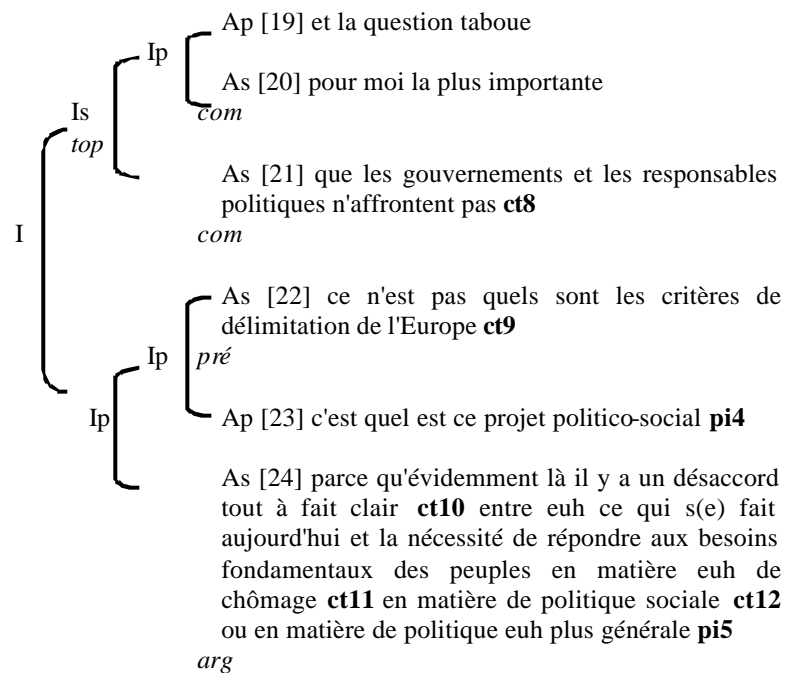 Ap [19] et la question taboue
Ip
As [20] pour moi la plus importante
Is
com
top
As [21] que les gouvernements et les responsables
politiques n'affrontent pas ct8
I
com
As [22] ce n'est pas quels sont les critères de
délimitation de l'Europe ct9
Ip
pré
Ip
Ap [23] c'est quel est ce projet politico-social pi4
As [24] parce qu'évidemment là il y a un désaccord
tout à fait clair ct10 entre euh ce qui s(e) fait
aujourd'hui et la nécessité de répondre aux besoins
fondamentaux des peuples en matière euh de
chômage ct11 en matière de politique sociale ct12
ou en matière de politique euh plus générale pi5
arg